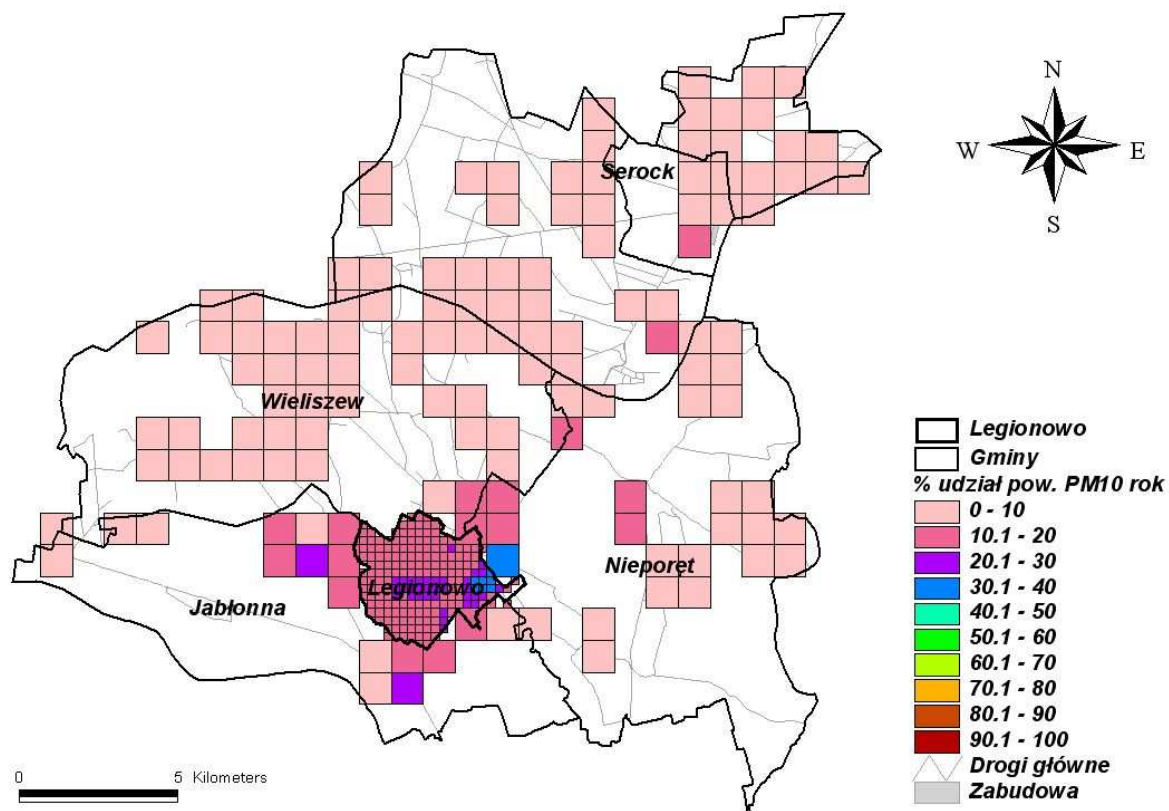 N
W E
S
Serock
Wieliszew
Legionowo
Nieporęt
Jabłonna
Legionowo
Gminy
% udział pow. PM10 rok
0 - 10
10.1 - 20
20.1 - 30
30.1 - 40
40.1 - 50
50.1 - 60
60.1 - 70
70.1 - 80
80.1 - 90
90.1 - 100
Drogi główne
Zabudowa
0 5 Kilometers